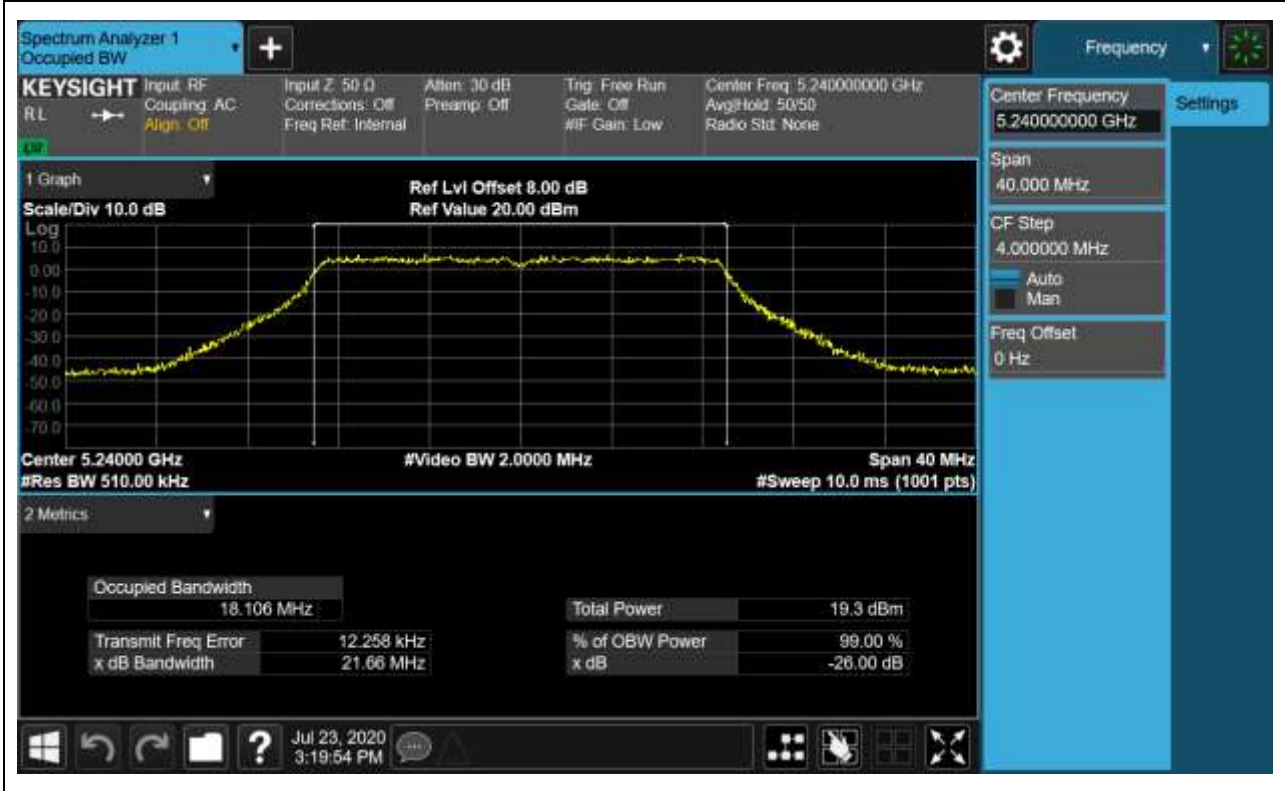 Spectrum Analyzer 1
Occupied BW
Frequency
KEYSIGHT
RL
Input: RF
Coupling: AC
Align: Off
Input Z: 50 Ω
Corrections: Off
Freq Ref: Internal
Atten: 30 dB
Preamp: Off
Trig: Free Run
Gate: Off
#IF Gain: Low
Center Freq: 5.240000000 GHz
Avg|Hold: 50/50
Radio Std: None
Center Frequency
5.240000000 GHz
Settings
Span
40.000 MHz
CF Step
4.000000 MHz
Auto
Man
Freq Offset
0 Hz
1 Graph
Scale/Div 10.0 dB
Ref Lvl Offset 8.00 dB
Ref Value 20.00 dBm
Log
10.0
0.00
-10.0
-20.0
-30.0
-40.0
-50.0
-60.0
-70.0
Center 5.24000 GHz
#Res BW 510.00 kHz
#Video BW 2.0000 MHz
Span 40 MHz
#Sweep 10.0 ms (1001 pts)
2 Metrics
Occupied Bandwidth
18.106 MHz
Total Power 19.3 dBm
Transmit Freq Error 12.258 kHz
% of OBW Power 99.00 %
x dB Bandwidth 21.66 MHz
x dB -26.00 dB
?
Jul 23, 2020
3:19:54 PM